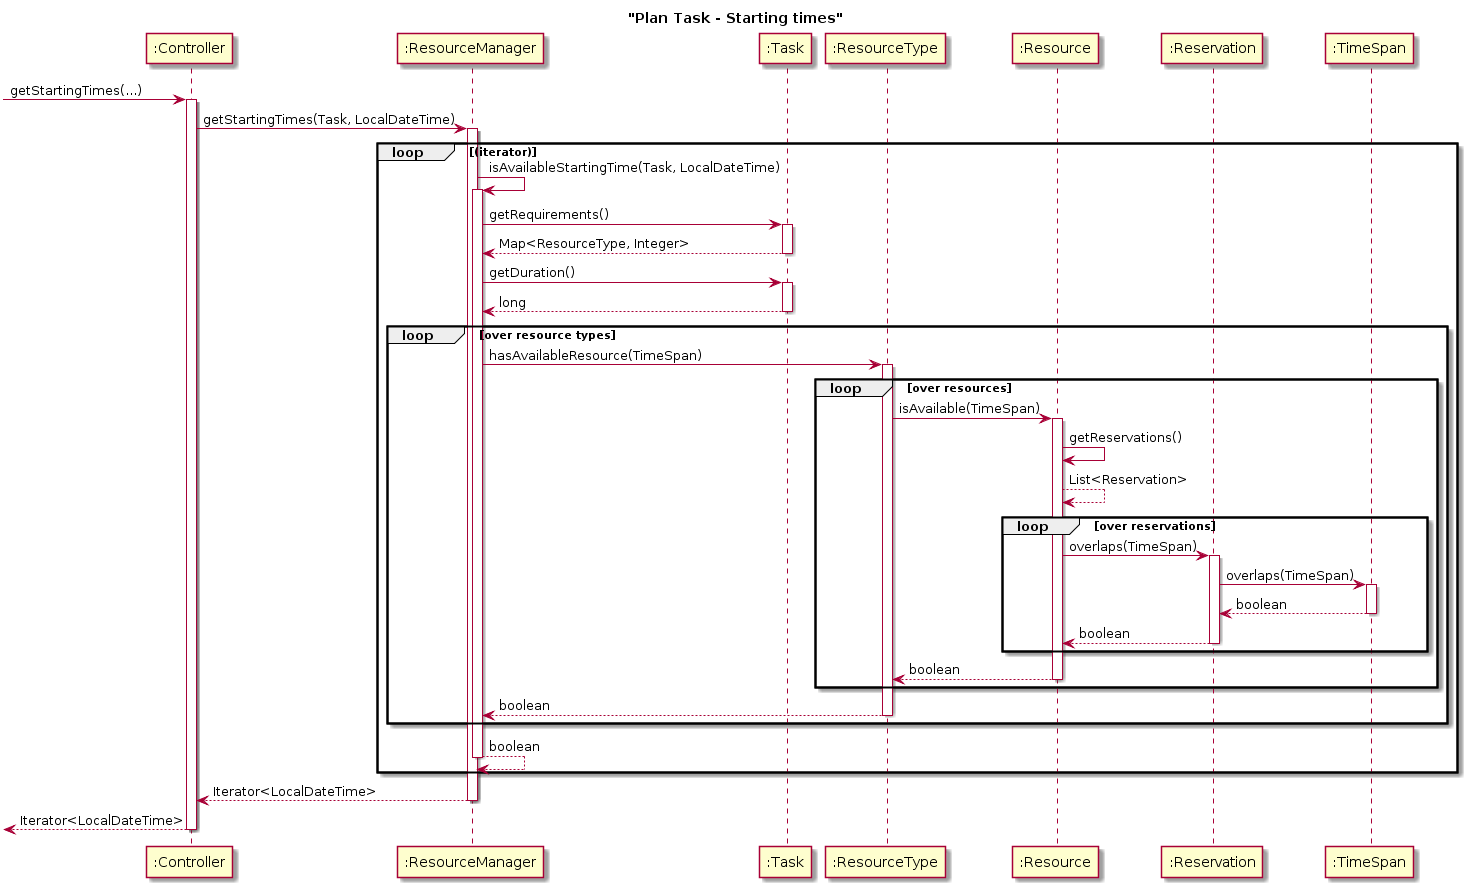 "Plan Task - Starting times"
:Controller :ResourceManager :Task :ResourceType :Resource :Reservation :TimeSpan
getStartingTimes(...)
getStartingTimes(Task, LocalDateTime)
loop [(iterator)]
isAvailableStartingTime(Task, LocalDateTime)
getRequirements()
Map<ResourceType, Integer>
getDuration()
long
loop [over resource types]
hasAvailableResource(TimeSpan)
loop [over resources]
isAvailable(TimeSpan)
getReservations()
List<Reservation>
loop [over reservations]
overlaps(TimeSpan)
overlaps(TimeSpan)
boolean
boolean
boolean
boolean
boolean
Iterator<LocalDateTime>
Iterator<LocalDateTime>
:Controller :ResourceManager :Task :ResourceType :Resource :Reservation :TimeSpan